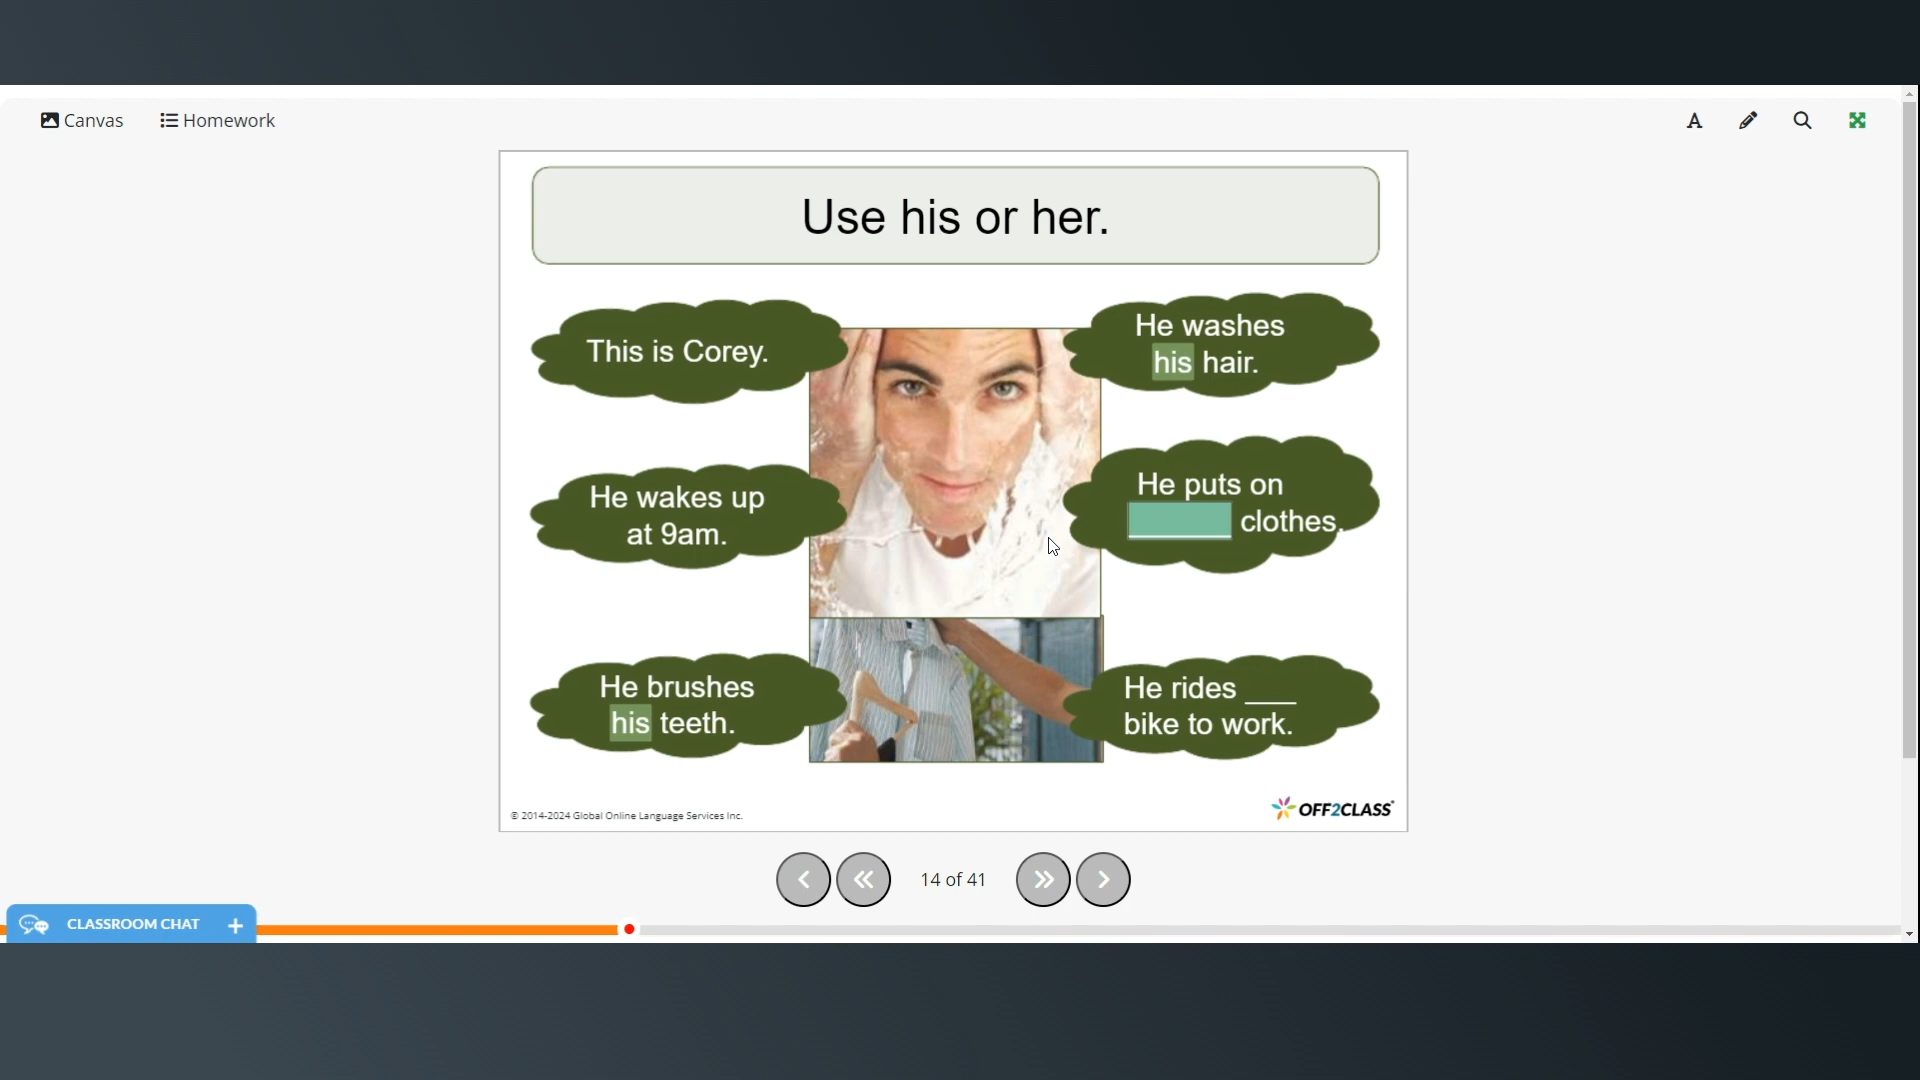 Canvas
Homework
A
Use his or her.
This is Corey.
He washes
his hair.
He wakes up
at 9am.
He puts on
clothes.
He brushes
his teeth.
He rides ____
bike to work.
© 2014-2024 Global Online Language Services Inc.
OFF2CLASS
14 of 41
CLASSROOM CHAT +